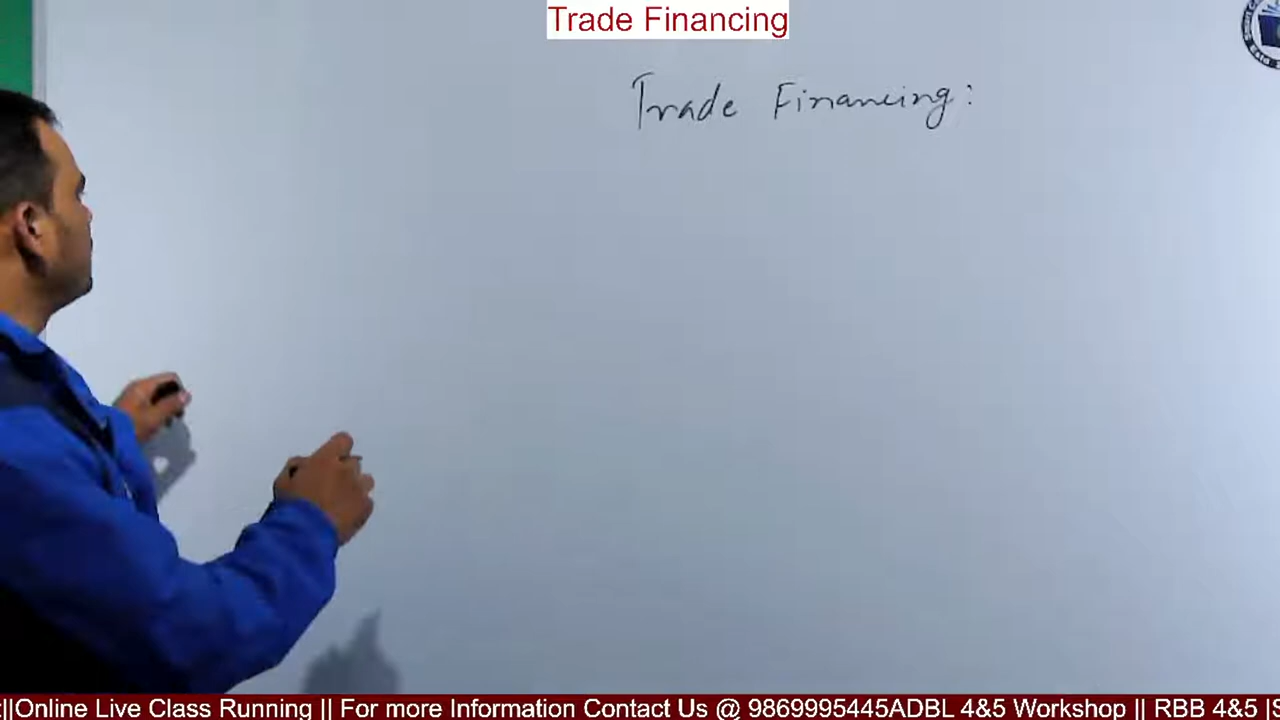 Trade Financing
Trade Financing:
||Online Live Class Running || For more Information Contact Us @ 9869995445ADBL 4&5 Workshop || RBB 4&5 |S